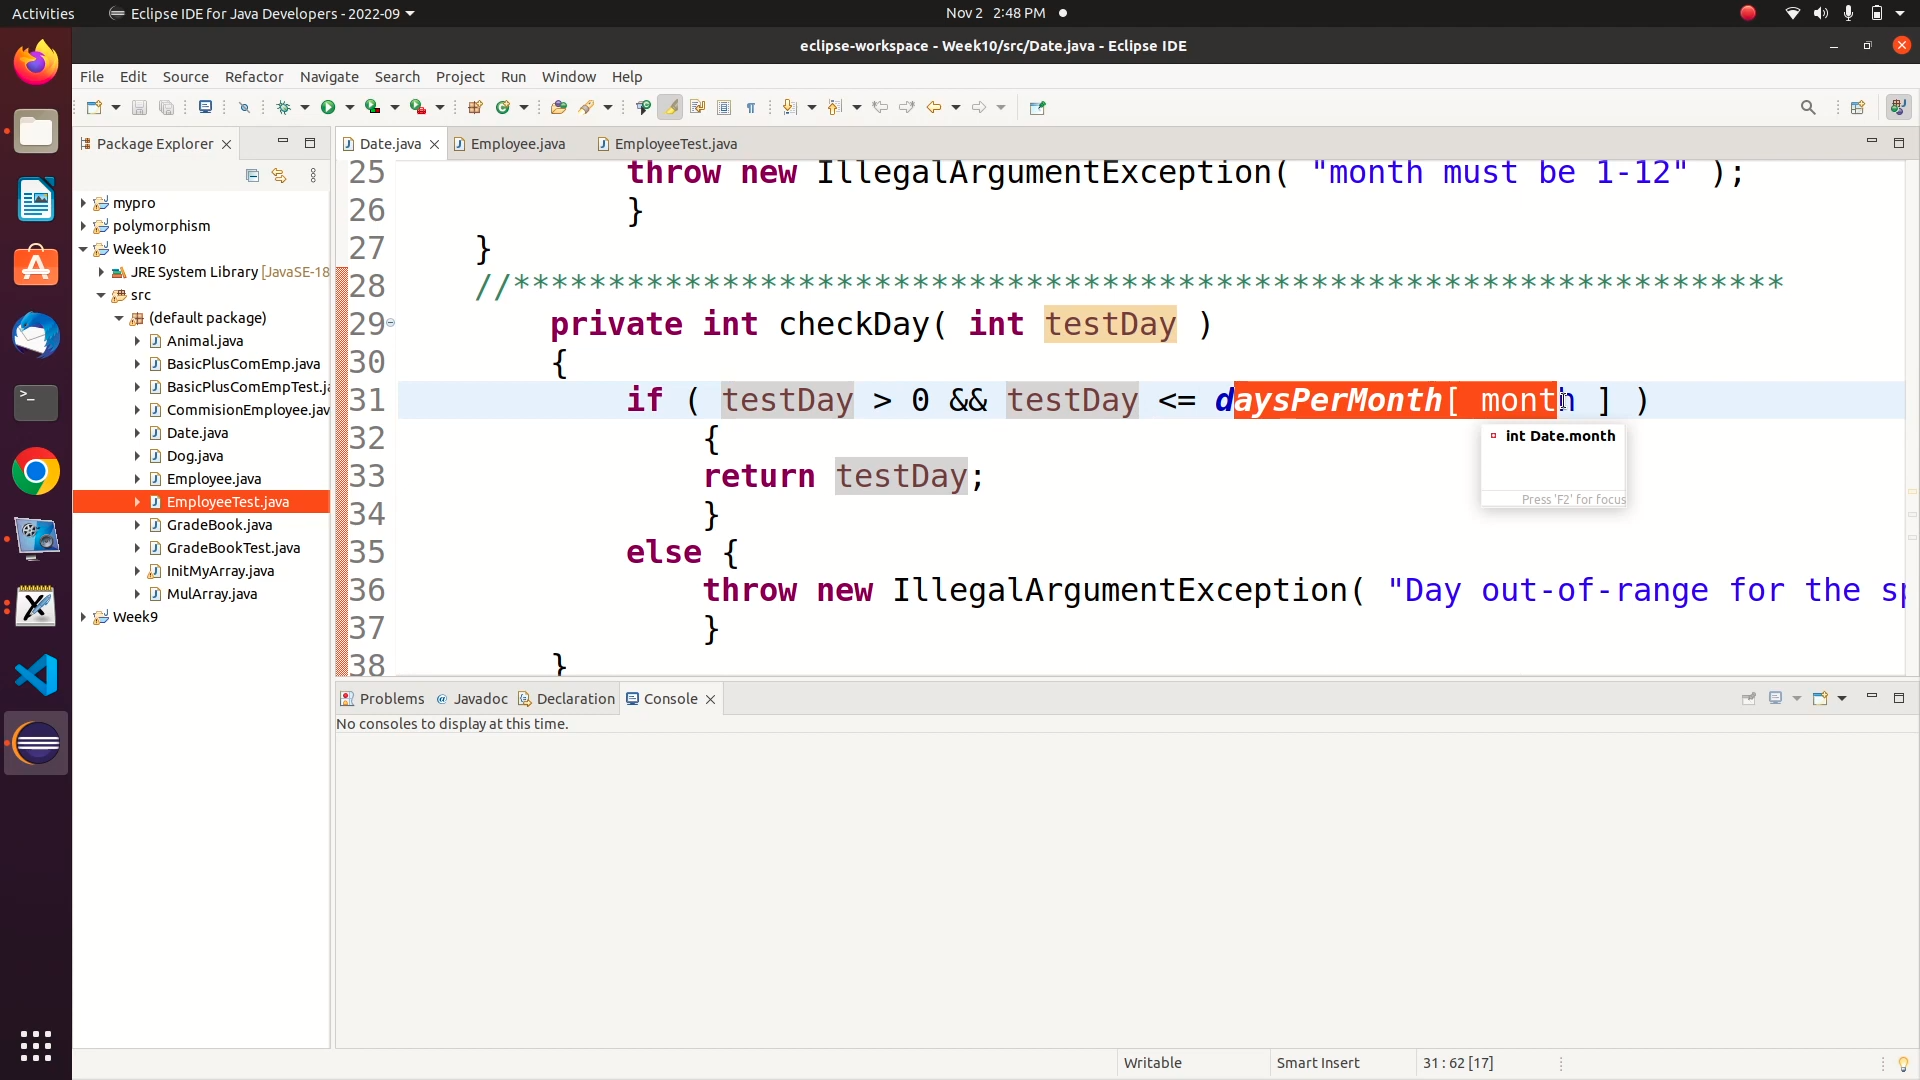 Activities
Eclipse IDE for Java Developers - 2022-09
Nov 2 2:48 PM
eclipse-workspace - Week10/src/Date.java - Eclipse IDE
File Edit Source Refactor Navigate Search Project Run Window Help
Package Explorer
mypro
polymorphism
Week10
JRE System Library [JavaSE-18
src
(default package)
Animal.java
BasicPlusComEmp.java
BasicPlusComEmpTest.ja
CommisionEmployee.jav
Date.java
Dog.java
Employee.java
EmployeeTest.java
GradeBook.java
GradeBookTest.java
InitMyArray.java
MulArray.java
Week9
Date.java Employee.java EmployeeTest.java
25 throw new IllegalArgumentException( "month must be 1-12" );
26 }
27 }
28 //*******************************************************************
29 private int checkDay( int testDay )
30 {
31 if ( testDay > 0 && testDay <= daysPerMonth[ month ] )
32 {
33 return testDay;
34 }
35 else {
36 throw new IllegalArgumentException( "Day out-of-range for the sp
37 }
38 }
int Date.month
Press 'F2' for focus
Problems Javadoc Declaration Console
No consoles to display at this time.
Writable Smart Insert 31 : 62 [17]